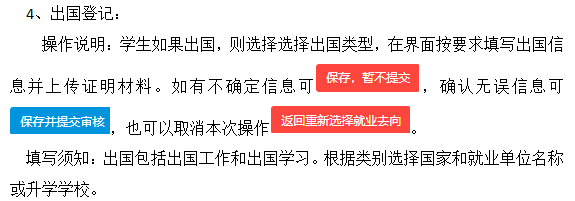 4、出国登记：
操作说明：学生如果出国，则选择选择出国类型，在界面按要求填写出国信
息并上传证明材料。如有不确定信息可 保存，暂不提交 ，确认无误信息可
保存并提交审核 ，也可以取消本次操作 返回重新选择就业去向 。
填写须知：出国包括出国工作和出国学习。根据类别选择国家和就业单位名称
或升学学校。